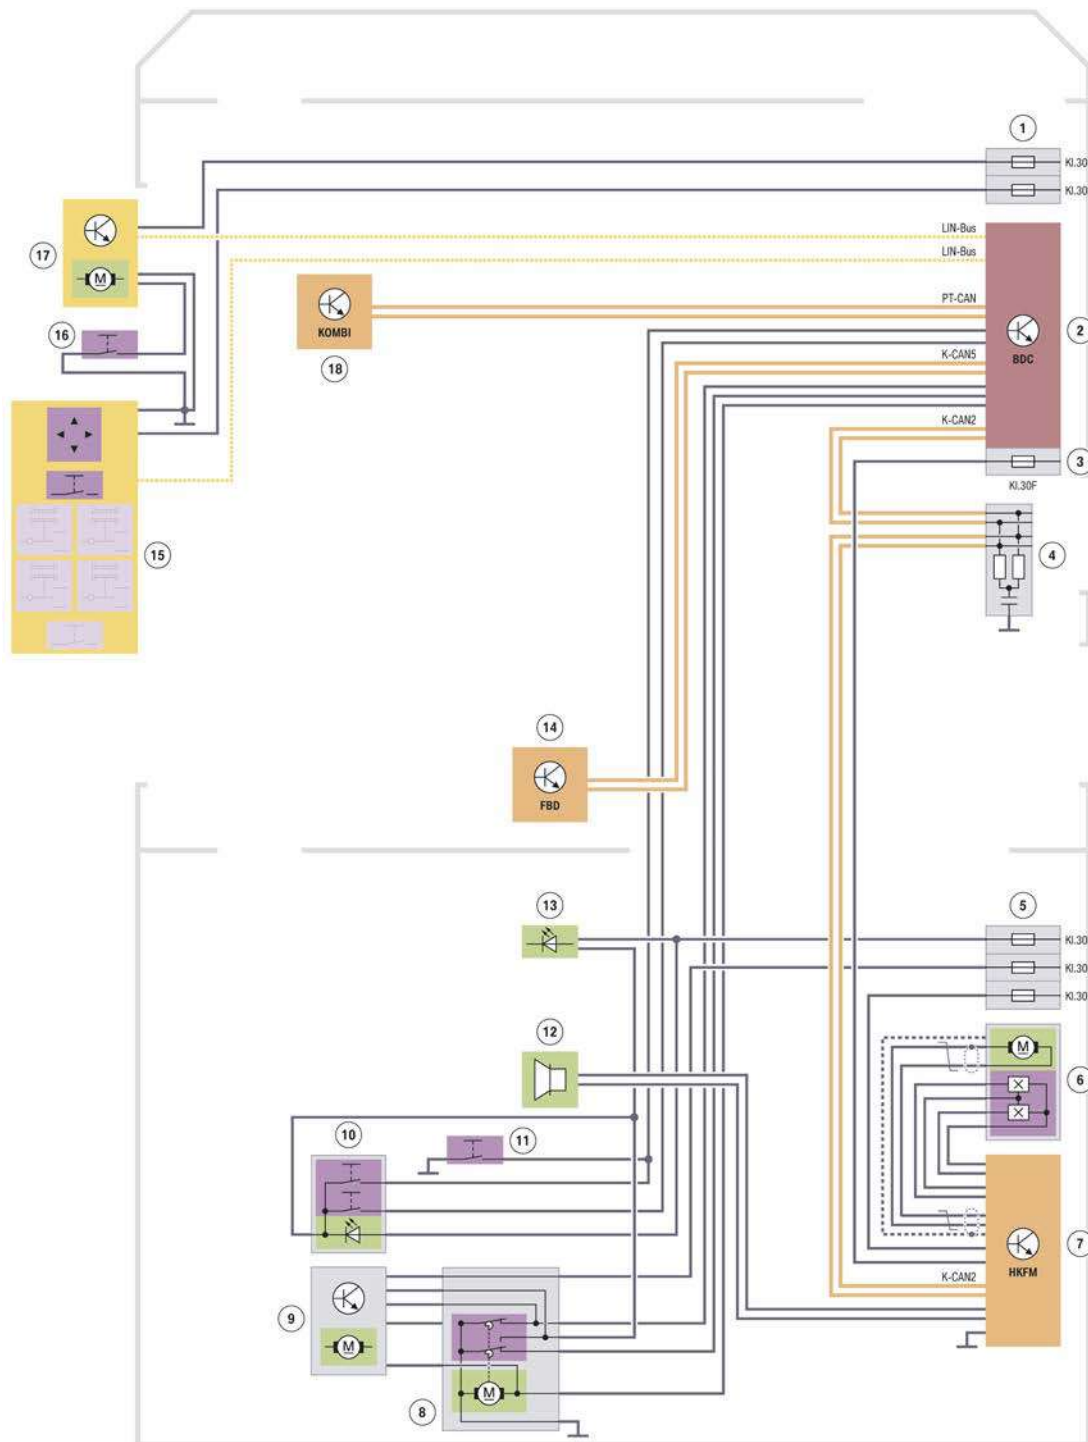 1
Kl.30
Kl.30
LIN-Bus
17
M
LIN-Bus
PT-CAN
16
KOMBI
18
2
BDC
K-CAN5
K-CAN2
3
Kl.30F
15
4
14
FBD
13
5
Kl.30
Kl.30
Kl.30
12
M
6
10
11
7
HKFM
K-CAN2
9
M
8
M